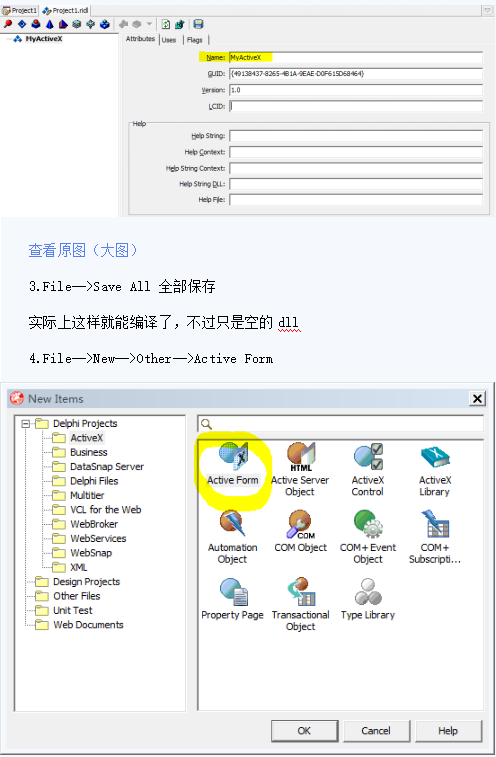 Project1 Project1.ridl
MyActiveX
Attributes Uses Flags
Name: MyActiveX
GUID: {49138437-8265-4B1A-9EAE-D0F615D68464}
Version: 1.0
LCID:
Help
Help String:
Help Context:
Help String Context:
Help String DLL:
Help File:
查看原图（大图）
3.File—>Save All 全部保存
实际上这样就能编译了，不过只是空的 dll
4.File—>New—>Other—>Active Form
New Items
Delphi Projects
ActiveX
Business
DataSnap Server
Delphi Files
Multitier
VCL for the Web
WebBroker
WebServices
WebSnap
XML
Design Projects
Other Files
Unit Test
Web Documents
HTML
Active Form
Active Server
Object
ActiveX
Control
ActiveX
Library
COM
Automation
Object
COM Object
COM+ Event
Object
COM+
Subscripti...
Property Page
Transactional
Object
Type Library
OK
Cancel
Help